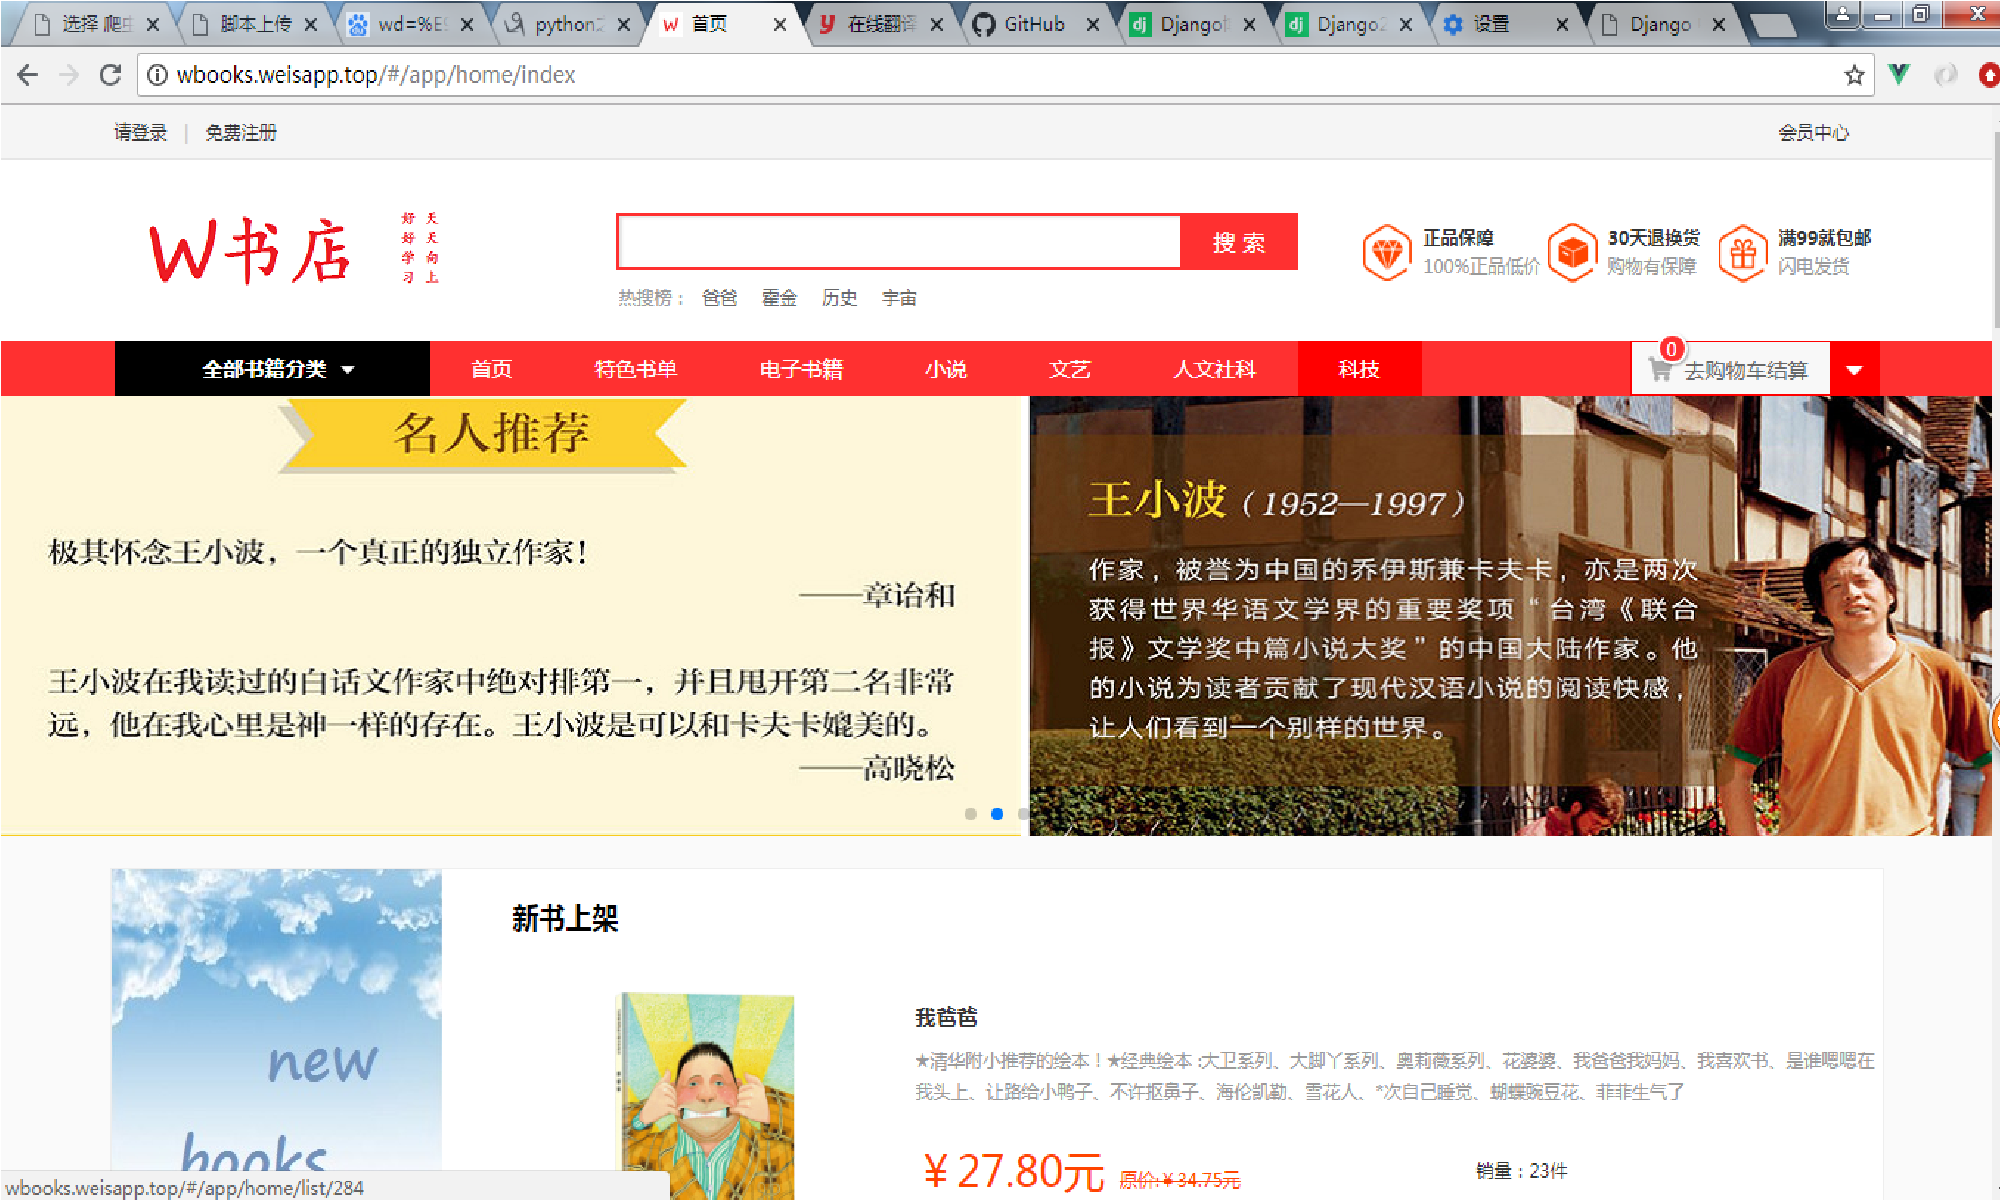 选择 爬虫
脚本上传
wd=%E9
python之
首页
在线翻译
GitHub
Django
Django2
设置
Django
wbooks.weisapp.top/#/app/home/index
请登录 | 免费注册
会员中心
W书店
天天向上
好好学习
搜 索
热搜榜： 爸爸 霍金 历史 宇宙
正品保障
100%正品低价
30天退换货
购物有保障
满99就包邮
闪电发货
全部书籍分类 首页 特色书单 电子书籍 小说 文艺 人文社科 科技
0
去购物车结算
名人推荐
极其怀念王小波，一个真正的独立作家！
——章诒和
王小波在我读过的白话文作家中绝对排第一，并且甩开第二名非常
远，他在我心里是神一样的存在。王小波是可以和卡夫卡媲美的。
——高晓松
王小波（1952—1997）
作家，被誉为中国的乔伊斯兼卡夫卡，亦是两次
获得世界华语文学界的重要奖项“台湾《联合
报》文学奖中篇小说大奖”的中国大陆作家。他
的小说为读者贡献了现代汉语小说的阅读快感，
让人们看到一个别样的世界。
new
books
新书上架
我爸爸
★清华附小推荐的绘本！★经典绘本:大卫系列、大脚丫系列、奥莉薇系列、花婆婆、我爸爸我妈妈、我喜欢书、是谁嗯嗯在
我头上、让路给小鸭子、不许抠鼻子、海伦凯勒、雪花人、*次自己睡觉、蝴蝶豌豆花、菲菲生气了
￥27.80元 原价:￥34.75元
销量：23件
wbooks.weisapp.top/#/app/home/list/284